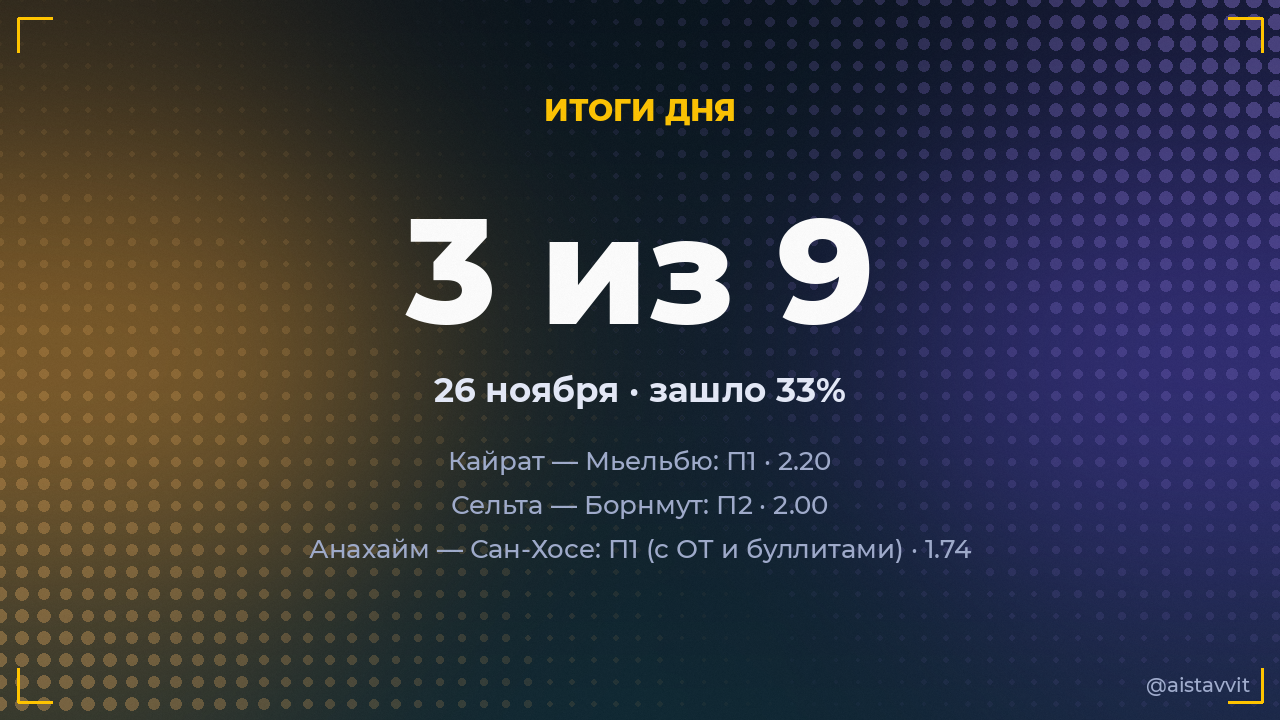 ИТОГИ ДНЯ
3 из 9
26 ноября · зашло 33%
Кайрат — Мьельбю: П1 · 2.20
Сельта — Борнмут: П2 · 2.00
Анахайм — Сан-Хосе: П1 (с ОТ и буллитами) · 1.74
@aistavvit